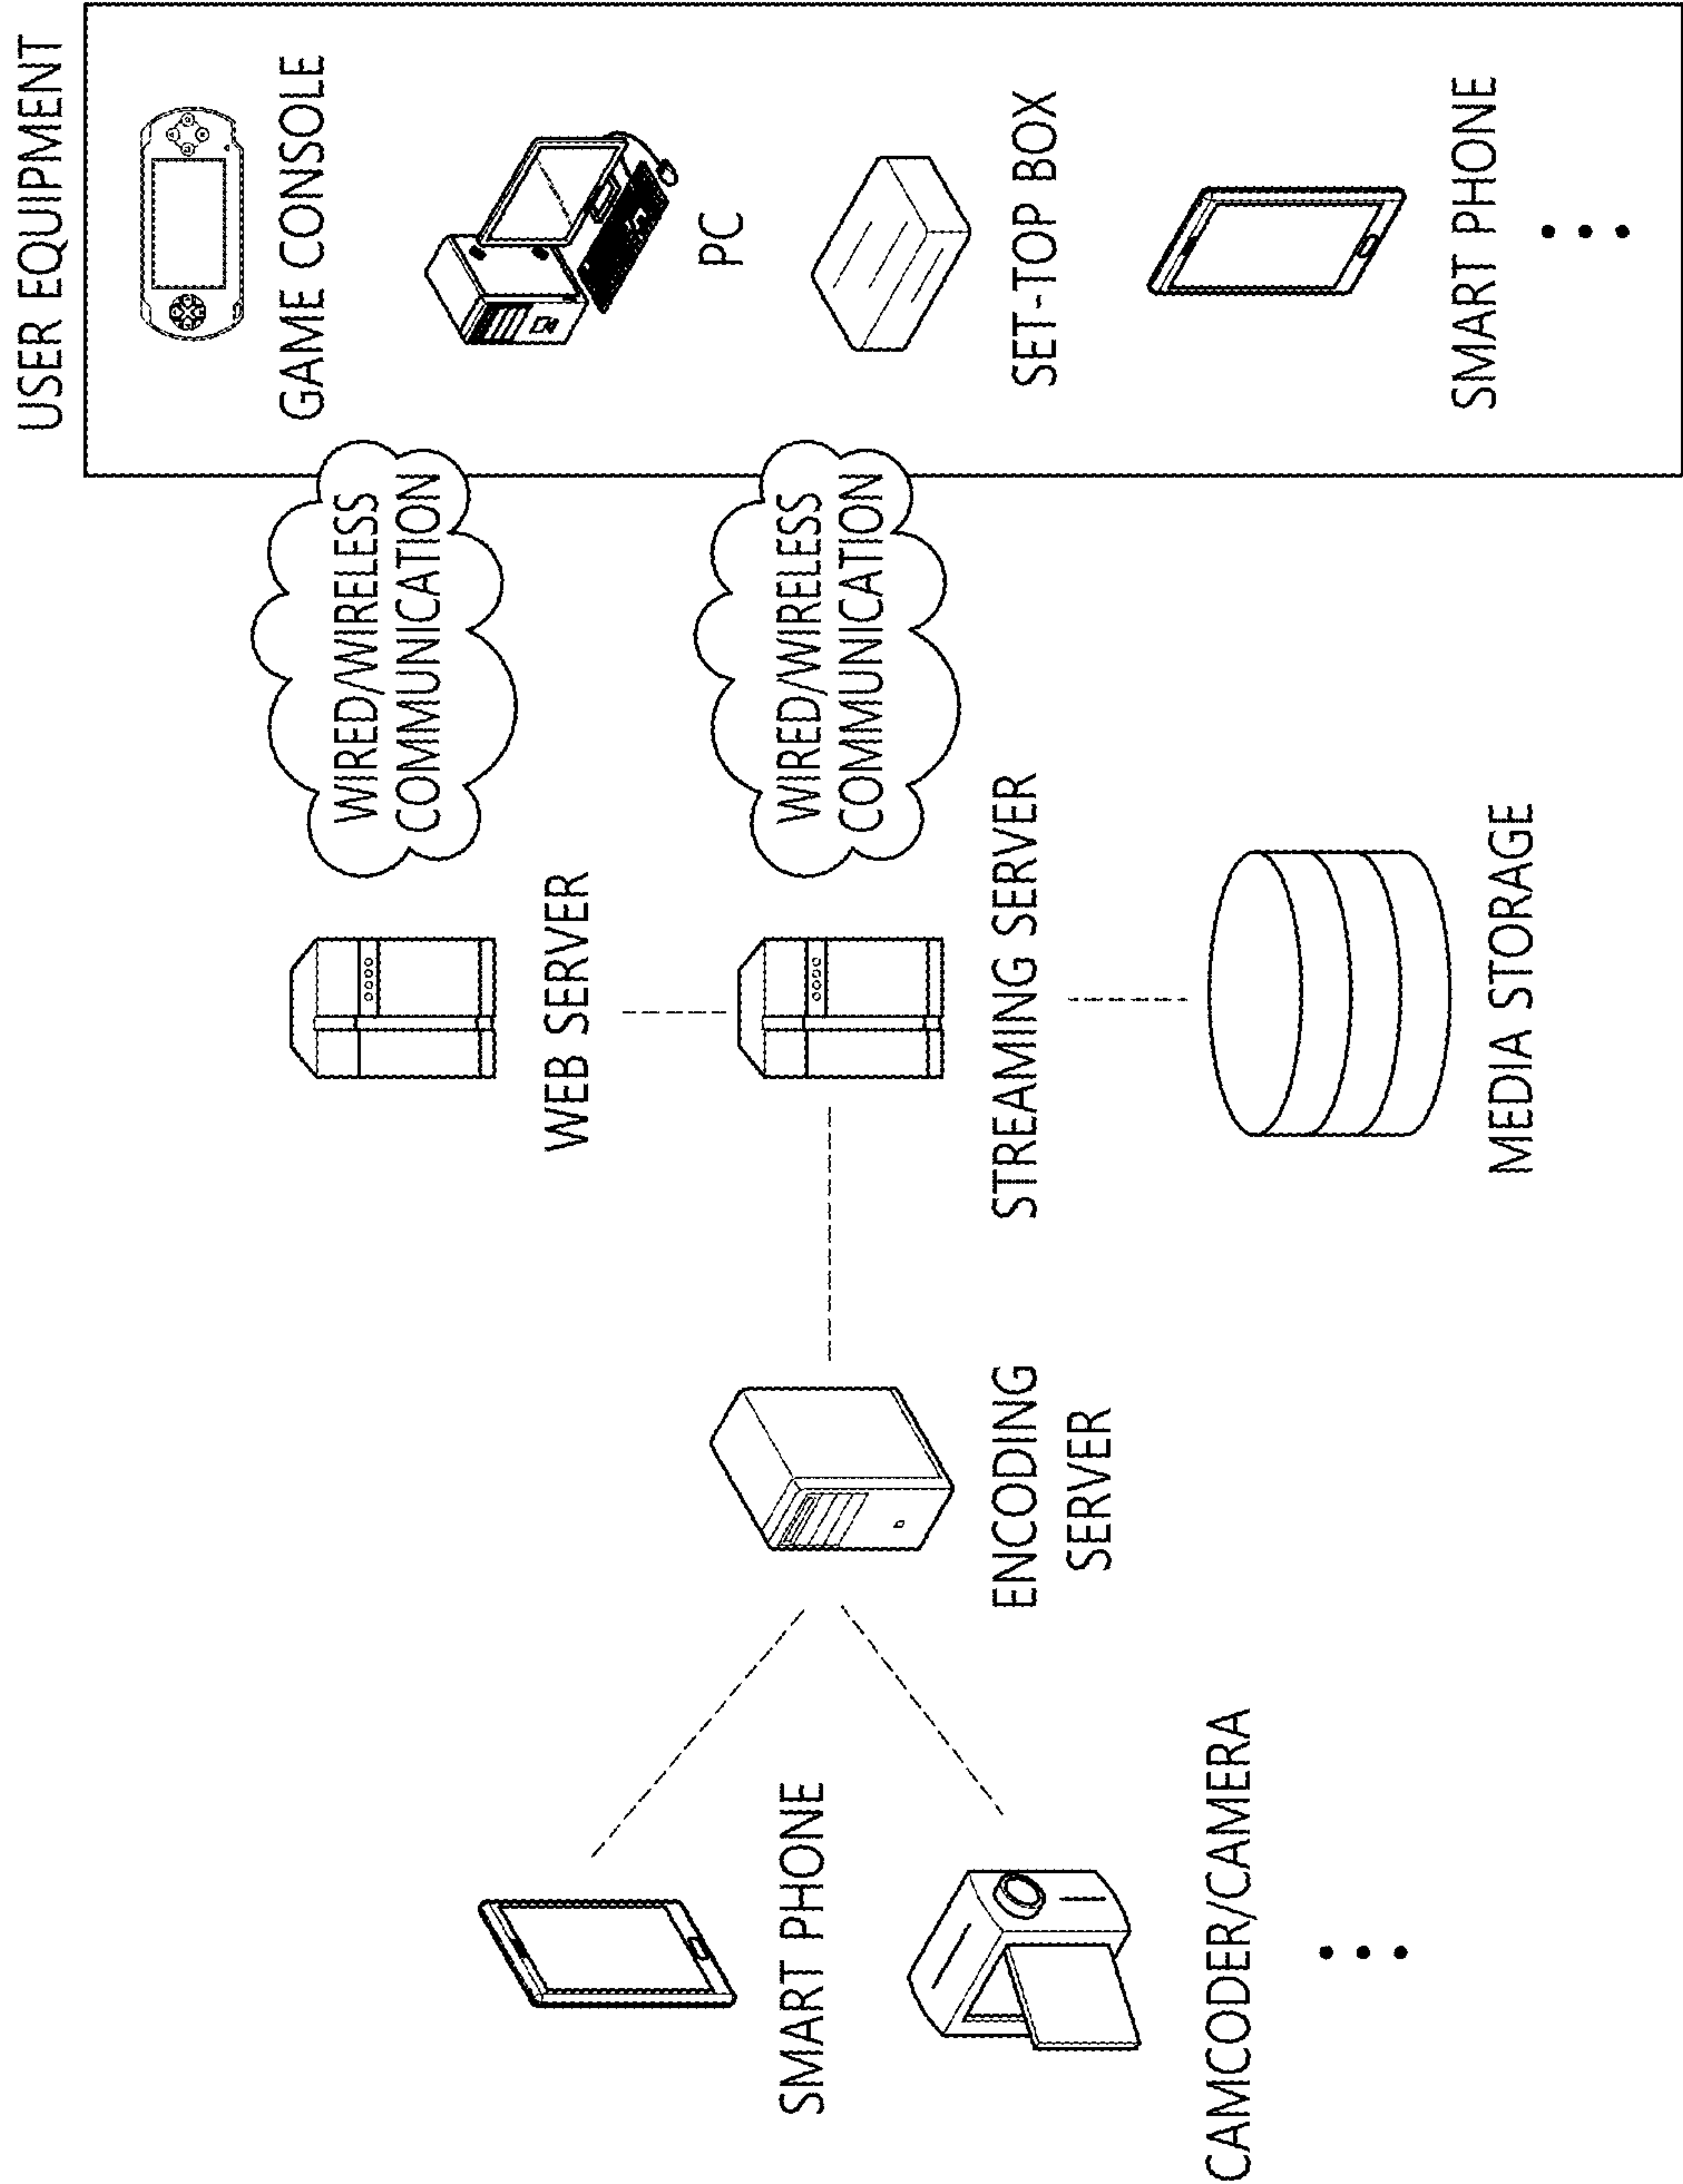 USER EQUIPMENT
GAME CONSOLE
PC
SET-TOP BOX
SMART PHONE
WIRED/WIRELESS
COMMUNICATION
WIRED/WIRELESS
COMMUNICATION
WEB SERVER
STREAMING SERVER
MEDIA STORAGE
ENCODING
SERVER
SMART PHONE
CAMCODER/CAMERA